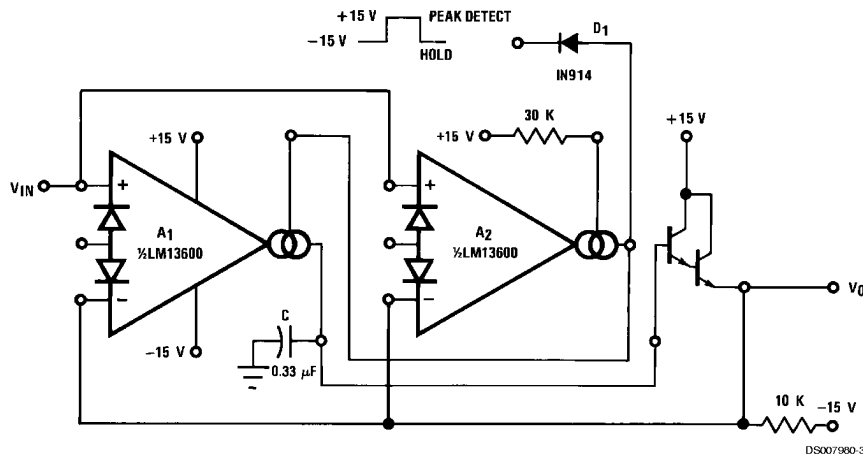 +15 V
PEAK DETECT
−15 V
HOLD
D1
IN914
30 K
+15 V
+15 V
+15 V
VIN
+
A1
½LM13600
−
+
A2
½LM13600
−
−15 V
C
0.33 μF
VO
10 K
−15 V
DS007980-3